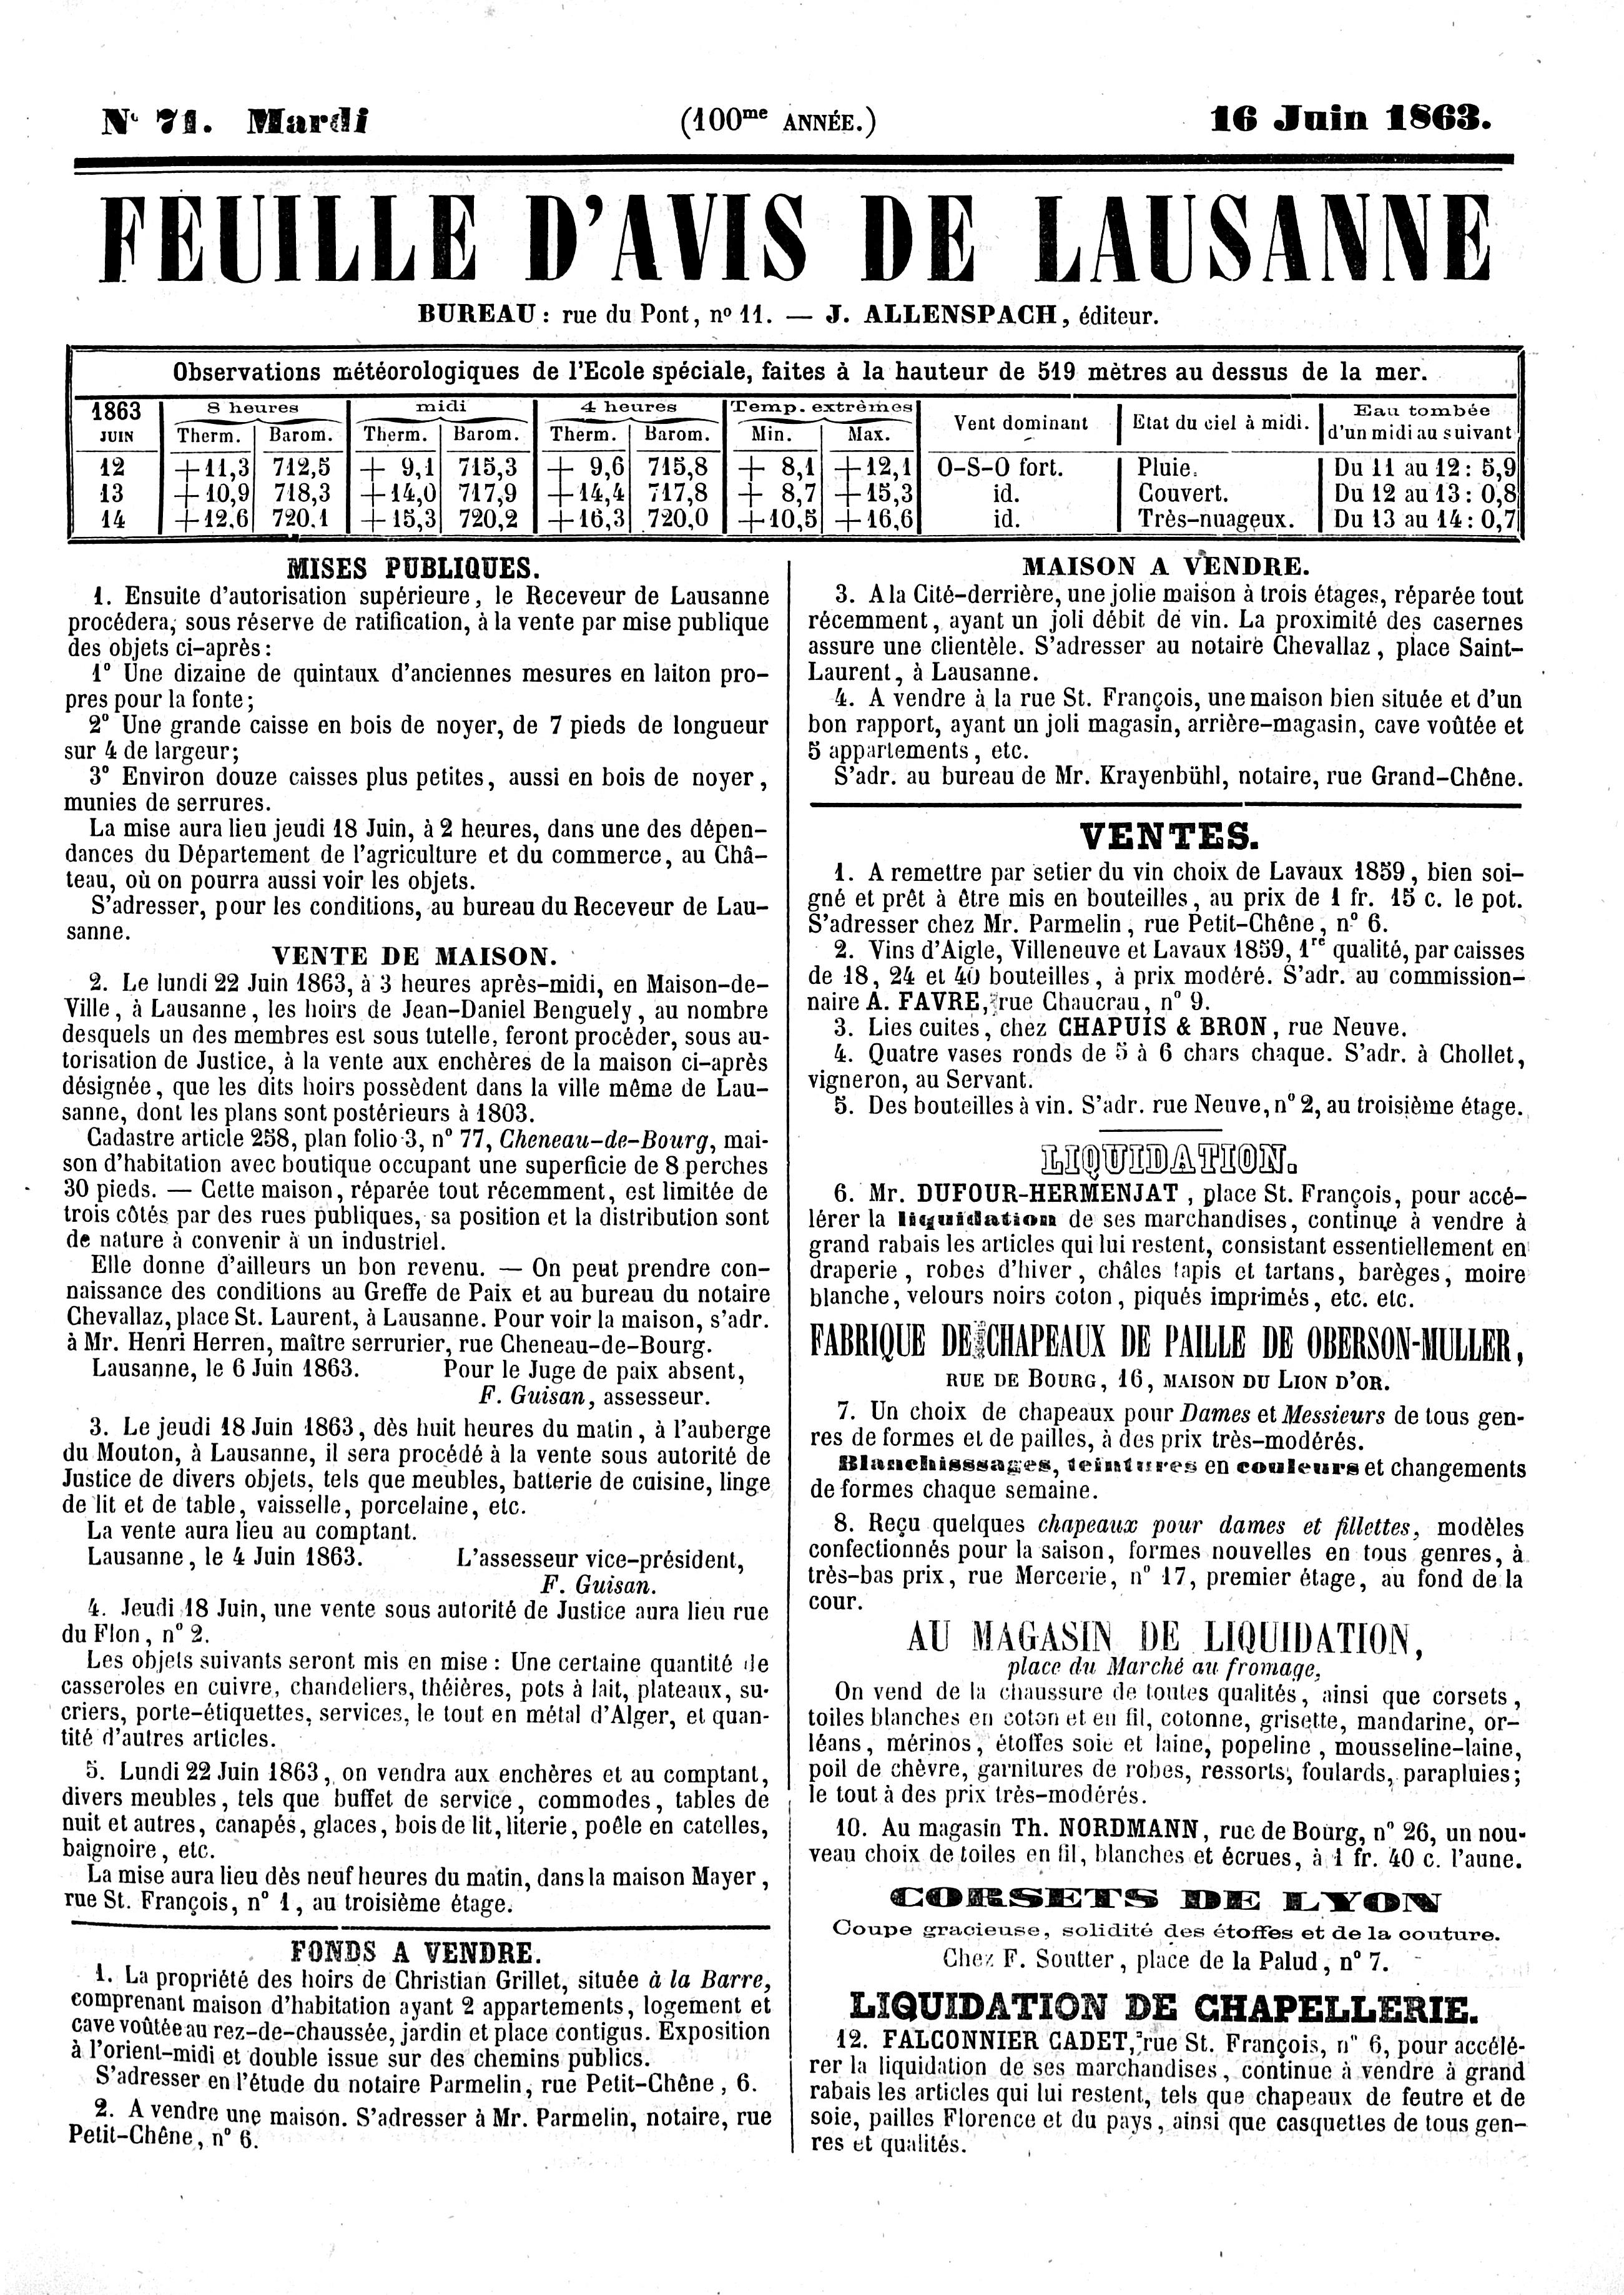 N° 71. Mardi (100me ANNÉE.) 16 Juin 1863.
FEUILLE D'AVIS DE LAUSANNE
BUREAU : rue du Pont, nº 11. — J. ALLENSPACH, éditeur.
Observations météorologiques de l'Ecole spéciale, faites à la hauteur de 519 mètres au dessus de la mer.
1863 8 heures midi 4 heures Temp. extrêmes Vent dominant Etat du ciel à midi. Eau tombée
JUIN Therm. Barom. Therm. Barom. Therm. Barom. Min. Max. d'un midi au suivant
12 +11,3 712,5 + 9,1 715,3 + 9,6 715,8 + 8,1 +12,1 O-S-O fort. Pluie. Du 11 au 12 : 5,9
13 +10,9 718,3 +14,0 717,9 +14,4 717,8 + 8,7 +15,3 id. Couvert. Du 12 au 13 : 0,8
14 +12,6 720.1 +15,3 720,2 +16,3 720,0 +10,5 +16,6 id. Très-nuageux. Du 13 au 14 : 0,7
MISES PUBLIQUES.
1. Ensuite d'autorisation supérieure, le Receveur de Lausanne
procédera, sous réserve de ratification, à la vente par mise publique
des objets ci-après :
1º Une dizaine de quintaux d'anciennes mesures en laiton pro-
pres pour la fonte ;
2º Une grande caisse en bois de noyer, de 7 pieds de longueur
sur 4 de largeur ;
3º Environ douze caisses plus petites, aussi en bois de noyer,
munies de serrures.
La mise aura lieu jeudi 18 Juin, à 2 heures, dans une des dépen-
dances du Département de l'agriculture et du commerce, au Châ-
teau, où on pourra aussi voir les objets.
S'adresser, pour les conditions, au bureau du Receveur de Lau-
sanne.
VENTE DE MAISON.
2. Le lundi 22 Juin 1863, à 3 heures après-midi, en Maison-de-
Ville, à Lausanne, les hoirs de Jean-Daniel Benguely, au nombre
desquels un des membres est sous tutelle, feront procéder, sous au-
torisation de Justice, à la vente aux enchères de la maison ci-après
désignée, que les dits hoirs possèdent dans la ville même de Lau-
sanne, dont les plans sont postérieurs à 1803.
Cadastre article 258, plan folio 3, nº 77, Cheneau-de-Bourg, mai-
son d'habitation avec boutique occupant une superficie de 8 perches
30 pieds. — Cette maison, réparée tout récemment, est limitée de
trois côtés par des rues publiques, sa position et la distribution sont
de nature à convenir à un industriel.
Elle donne d'ailleurs un bon revenu. — On peut prendre con-
naissance des conditions au Greffe de Paix et au bureau du notaire
Chevallaz, place St. Laurent, à Lausanne. Pour voir la maison, s'adr.
à Mr. Henri Herren, maître serrurier, rue Cheneau-de-Bourg.
Lausanne, le 6 Juin 1863. Pour le Juge de paix absent,
F. Guisan, assesseur.
3. Le jeudi 18 Juin 1863, dès huit heures du matin, à l'auberge
du Mouton, à Lausanne, il sera procédé à la vente sous autorité de
Justice de divers objets, tels que meubles, batterie de cuisine, linge
de lit et de table, vaisselle, porcelaine, etc.
La vente aura lieu au comptant.
Lausanne, le 4 Juin 1863. L'assesseur vice-président,
F. Guisan.
4. Jeudi 18 Juin, une vente sous autorité de Justice aura lieu rue
du Flon, nº 2.
Les objets suivants seront mis en mise : Une certaine quantité de
casseroles en cuivre, chandeliers, théières, pots à lait, plateaux, su-
criers, porte-étiquettes, services, le tout en métal d'Alger, et quan-
tité d'autres articles.
5. Lundi 22 Juin 1863, on vendra aux enchères et au comptant,
divers meubles, tels que buffet de service, commodes, tables de
nuit et autres, canapés, glaces, bois de lit, literie, poêle en catelles,
baignoire, etc.
La mise aura lieu dès neuf heures du matin, dans la maison Mayer,
rue St. François, nº 1, au troisième étage.
FONDS A VENDRE.
1. La propriété des hoirs de Christian Grillet, située à la Barre,
comprenant maison d'habitation ayant 2 appartements, logement et
cave voûtée au rez-de-chaussée, jardin et place contigus. Exposition
à l'orient-midi et double issue sur des chemins publics.
S'adresser en l'étude du notaire Parmelin, rue Petit-Chêne, 6.
2. A vendre une maison. S'adresser à Mr. Parmelin, notaire, rue
Petit-Chêne, nº 6.
MAISON A VENDRE.
3. A la Cité-derrière, une jolie maison à trois étages, réparée tout
récemment, ayant un joli débit de vin. La proximité des casernes
assure une clientèle. S'adresser au notaire Chevallaz, place Saint-
Laurent, à Lausanne.
4. A vendre à la rue St. François, une maison bien située et d'un
bon rapport, ayant un joli magasin, arrière-magasin, cave voûtée et
5 appartements, etc.
S'adr. au bureau de Mr. Krayenbühl, notaire, rue Grand-Chêne.
VENTES.
1. A remettre par setier du vin choix de Lavaux 1859, bien soi-
gné et prêt à être mis en bouteilles, au prix de 1 fr. 15 c. le pot.
S'adresser chez Mr. Parmelin, rue Petit-Chêne, nº 6.
2. Vins d'Aigle, Villeneuve et Lavaux 1859, 1re qualité, par caisses
de 18, 24 et 40 bouteilles, à prix modéré. S'adr. au commission-
naire A. FAVRE, rue Chaucrau, nº 9.
3. Lies cuites, chez CHAPUIS & BRON, rue Neuve.
4. Quatre vases ronds de 5 à 6 chars chaque. S'adr. à Chollet,
vigneron, au Servant.
5. Des bouteilles à vin. S'adr. rue Neuve, nº 2, au troisième étage.
LIQUIDATION.
6. Mr. DUFOUR-HERMENJAT, place St. François, pour accé-
lérer la liquidation de ses marchandises, continue à vendre à
grand rabais les articles qui lui restent, consistant essentiellement en
draperie, robes d'hiver, châles tapis et tartans, barèges, moire
blanche, velours noirs coton, piqués imprimés, etc. etc.
FABRIQUE DE CHAPEAUX DE PAILLE DE OBERSON-MULLER,
RUE DE BOURG, 16, MAISON DU LION D'OR.
7. Un choix de chapeaux pour Dames et Messieurs de tous gen-
res de formes et de pailles, à des prix très-modérés.
Blanchisssages, teintures en couleurs et changements
de formes chaque semaine.
8. Reçu quelques chapeaux pour dames et fillettes, modèles
confectionnés pour la saison, formes nouvelles en tous genres, à
très-bas prix, rue Mercerie, nº 17, premier étage, au fond de la
cour.
AU MAGASIN DE LIQUIDATION,
place du Marché au fromage,
On vend de la chaussure de toutes qualités, ainsi que corsets,
toiles blanches en coton et en fil, cotonne, grisette, mandarine, or-
léans, mérinos, étoffes soie et laine, popeline, mousseline-laine,
poil de chèvre, garnitures de robes, ressorts, foulards, parapluies ;
le tout à des prix très-modérés.
10. Au magasin Th. NORDMANN, rue de Bourg, nº 26, un nou-
veau choix de toiles en fil, blanches et écrues, à 1 fr. 40 c. l'aune.
CORSETS DE LYON
Coupe gracieuse, solidité des étoffes et de la couture.
Chez F. Soutter, place de la Palud, nº 7.
LIQUIDATION DE CHAPELLERIE.
12. FALCONNIER CADET, rue St. François, nº 6, pour accélé-
rer la liquidation de ses marchandises, continue à vendre à grand
rabais les articles qui lui restent, tels que chapeaux de feutre et de
soie, pailles Florence et du pays, ainsi que casquettes de tous gen-
res et qualités.